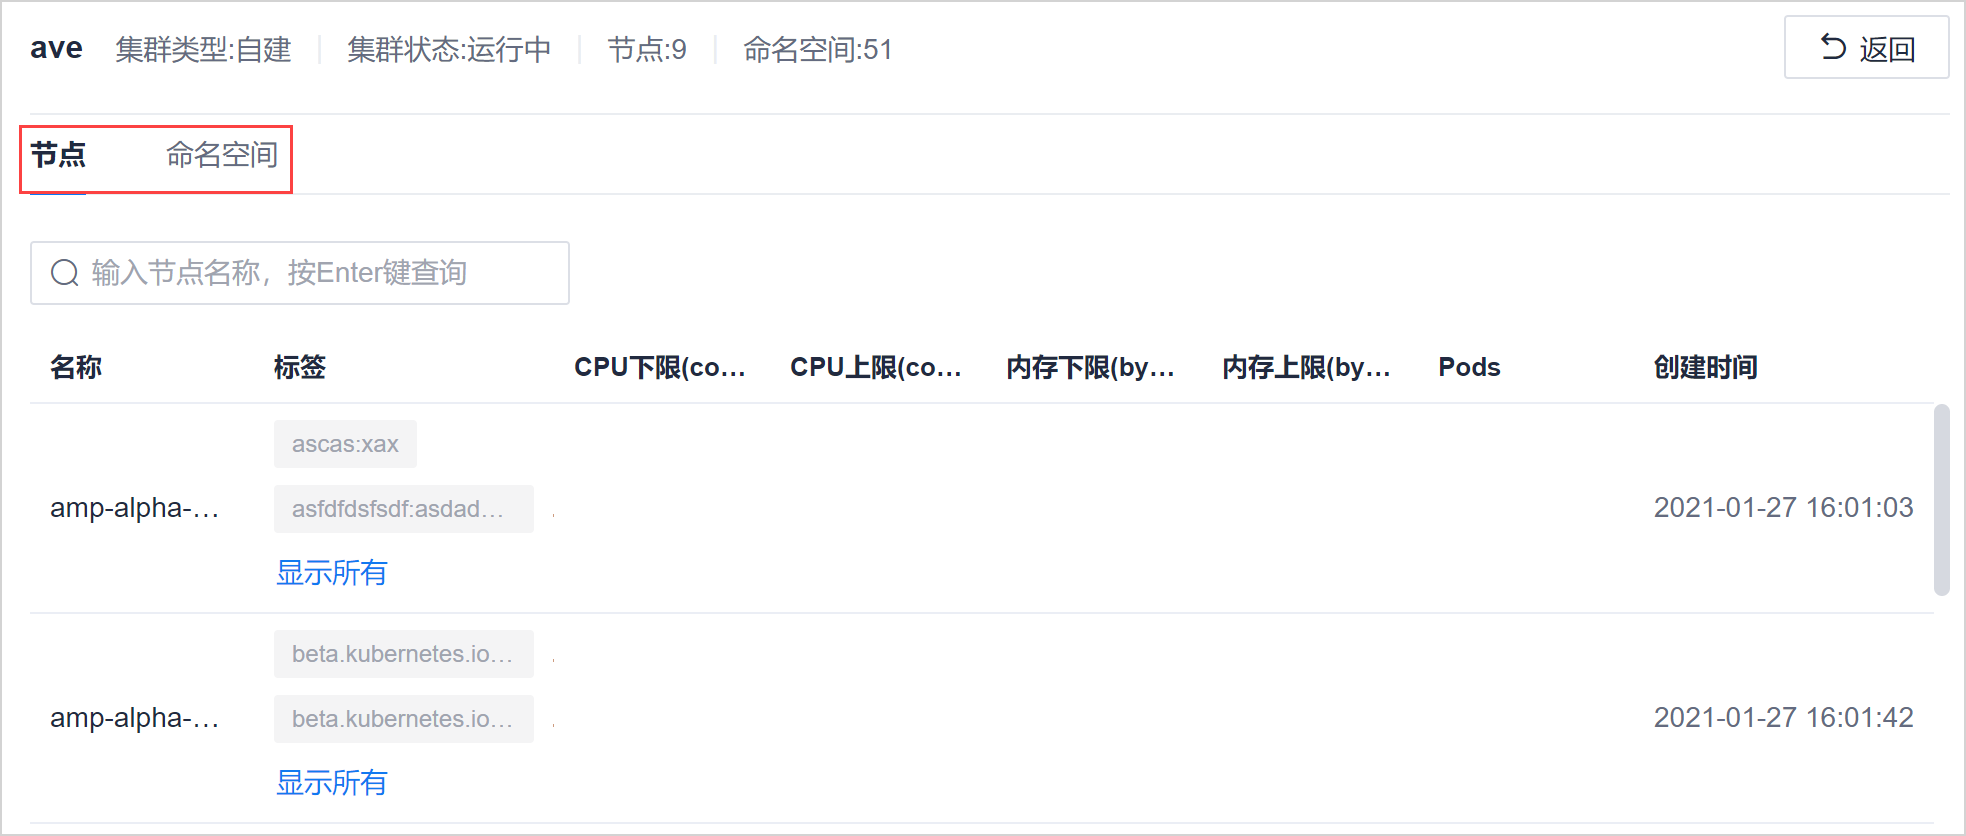 ave 集群类型:自建 集群状态:运行中 节点:9 命名空间:51 返回
节点 命名空间
输入节点名称，按Enter键查询
名称 标签 CPU下限(co... CPU上限(co... 内存下限(by... 内存上限(by... Pods 创建时间
ascas:xax
amp-alpha-... asfdfdsfsdf:asdad... 2021-01-27 16:01:03
显示所有
beta.kubernetes.io...
amp-alpha-... beta.kubernetes.io... 2021-01-27 16:01:42
显示所有